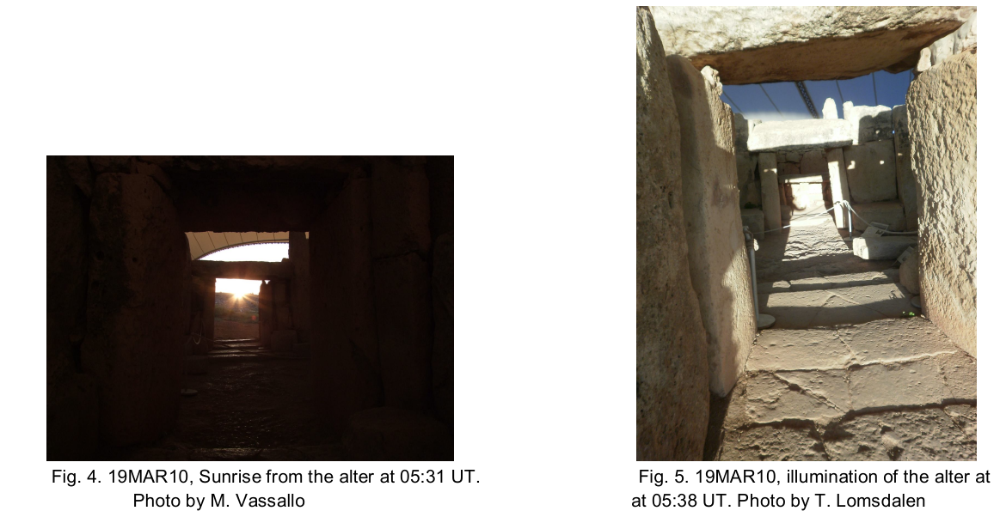 Fig. 4. 19MAR10, Sunrise from the alter at 05:31 UT.
Photo by M. Vassallo
Fig. 5. 19MAR10, illumination of the alter at
at 05:38 UT. Photo by T. Lomsdalen